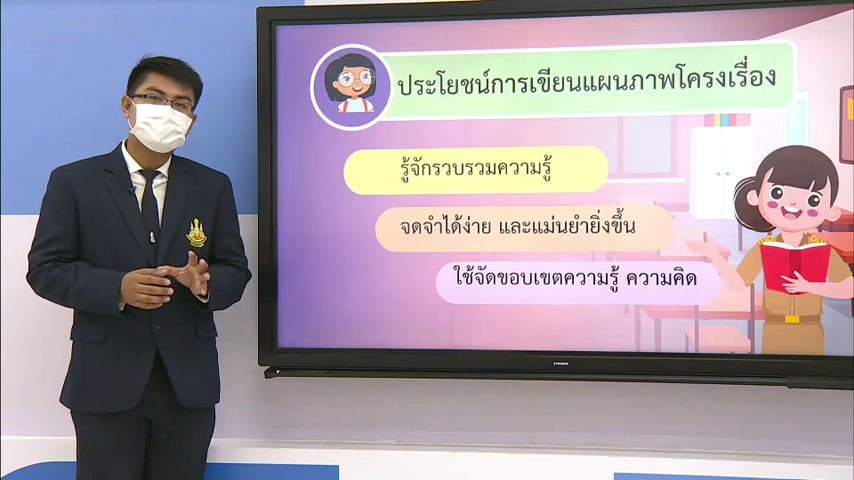 ประโยชน์การเขียนแผนภาพโครงเรื่อง
รู้จักรวบรวมความรู้
จดจำได้ง่าย และแม่นยำยิ่งขึ้น
ใช้จัดขอบเขตความรู้ ความคิด
SAMSUNG